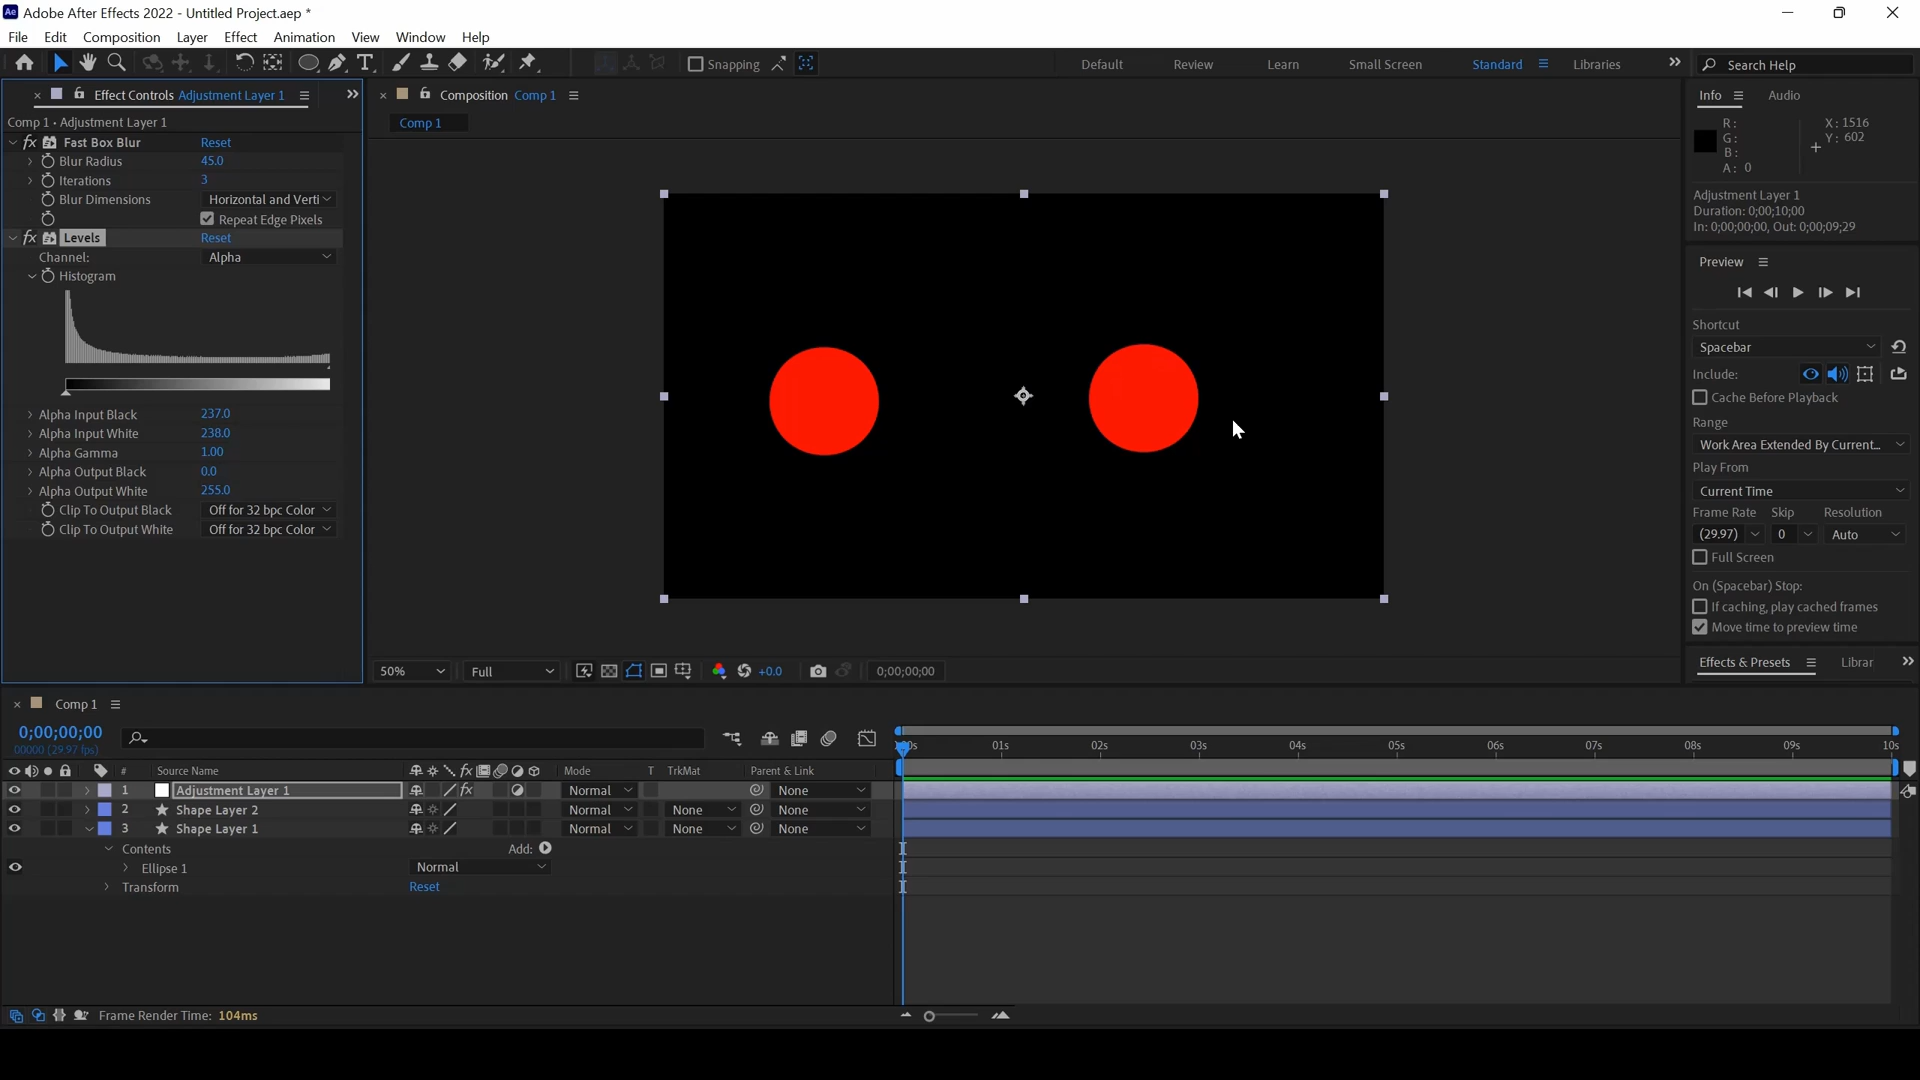 Adobe After Effects 2022 - Untitled Project.aep *
File Edit Composition Layer Effect Animation View Window Help
Snapping Default Review Learn Small Screen Standard Libraries Search Help
Effect Controls Adjustment Layer 1
Comp 1 • Adjustment Layer 1
fx Fast Box Blur Reset
Blur Radius 45.0
Iterations 3
Blur Dimensions Horizontal and Verti
Repeat Edge Pixels
fx Levels Reset
Channel: Alpha
Histogram
Alpha Input Black 237.0
Alpha Input White 238.0
Alpha Gamma 1.00
Alpha Output Black 0.0
Alpha Output White 255.0
Clip To Output Black Off for 32 bpc Color
Clip To Output White Off for 32 bpc Color
Composition Comp 1
Comp 1
50% Full +0.0 0;00;00;00
Info Audio
R: X: 1516
G: Y: 602
B:
A: 0
Adjustment Layer 1
Duration: 0;00;10;00
In: 0;00;00;00, Out: 0;00;09;29
Preview
Shortcut
Spacebar
Include:
Cache Before Playback
Range
Work Area Extended By Current...
Play From
Current Time
Frame Rate Skip Resolution
(29.97) 0 Auto
Full Screen
On (Spacebar) Stop:
If caching, play cached frames
Move time to preview time
Effects & Presets Librar
Comp 1
0;00;00;00
00000 (29.97 fps)
01s 02s 03s 04s 05s 06s 07s 08s 09s 10s
# Source Name fx Mode T TrkMat Parent & Link
1 Adjustment Layer 1 fx Normal None
2 Shape Layer 2 Normal None None
3 Shape Layer 1 Normal None None
Contents Add:
Ellipse 1 Normal
Transform Reset
Frame Render Time: 104ms